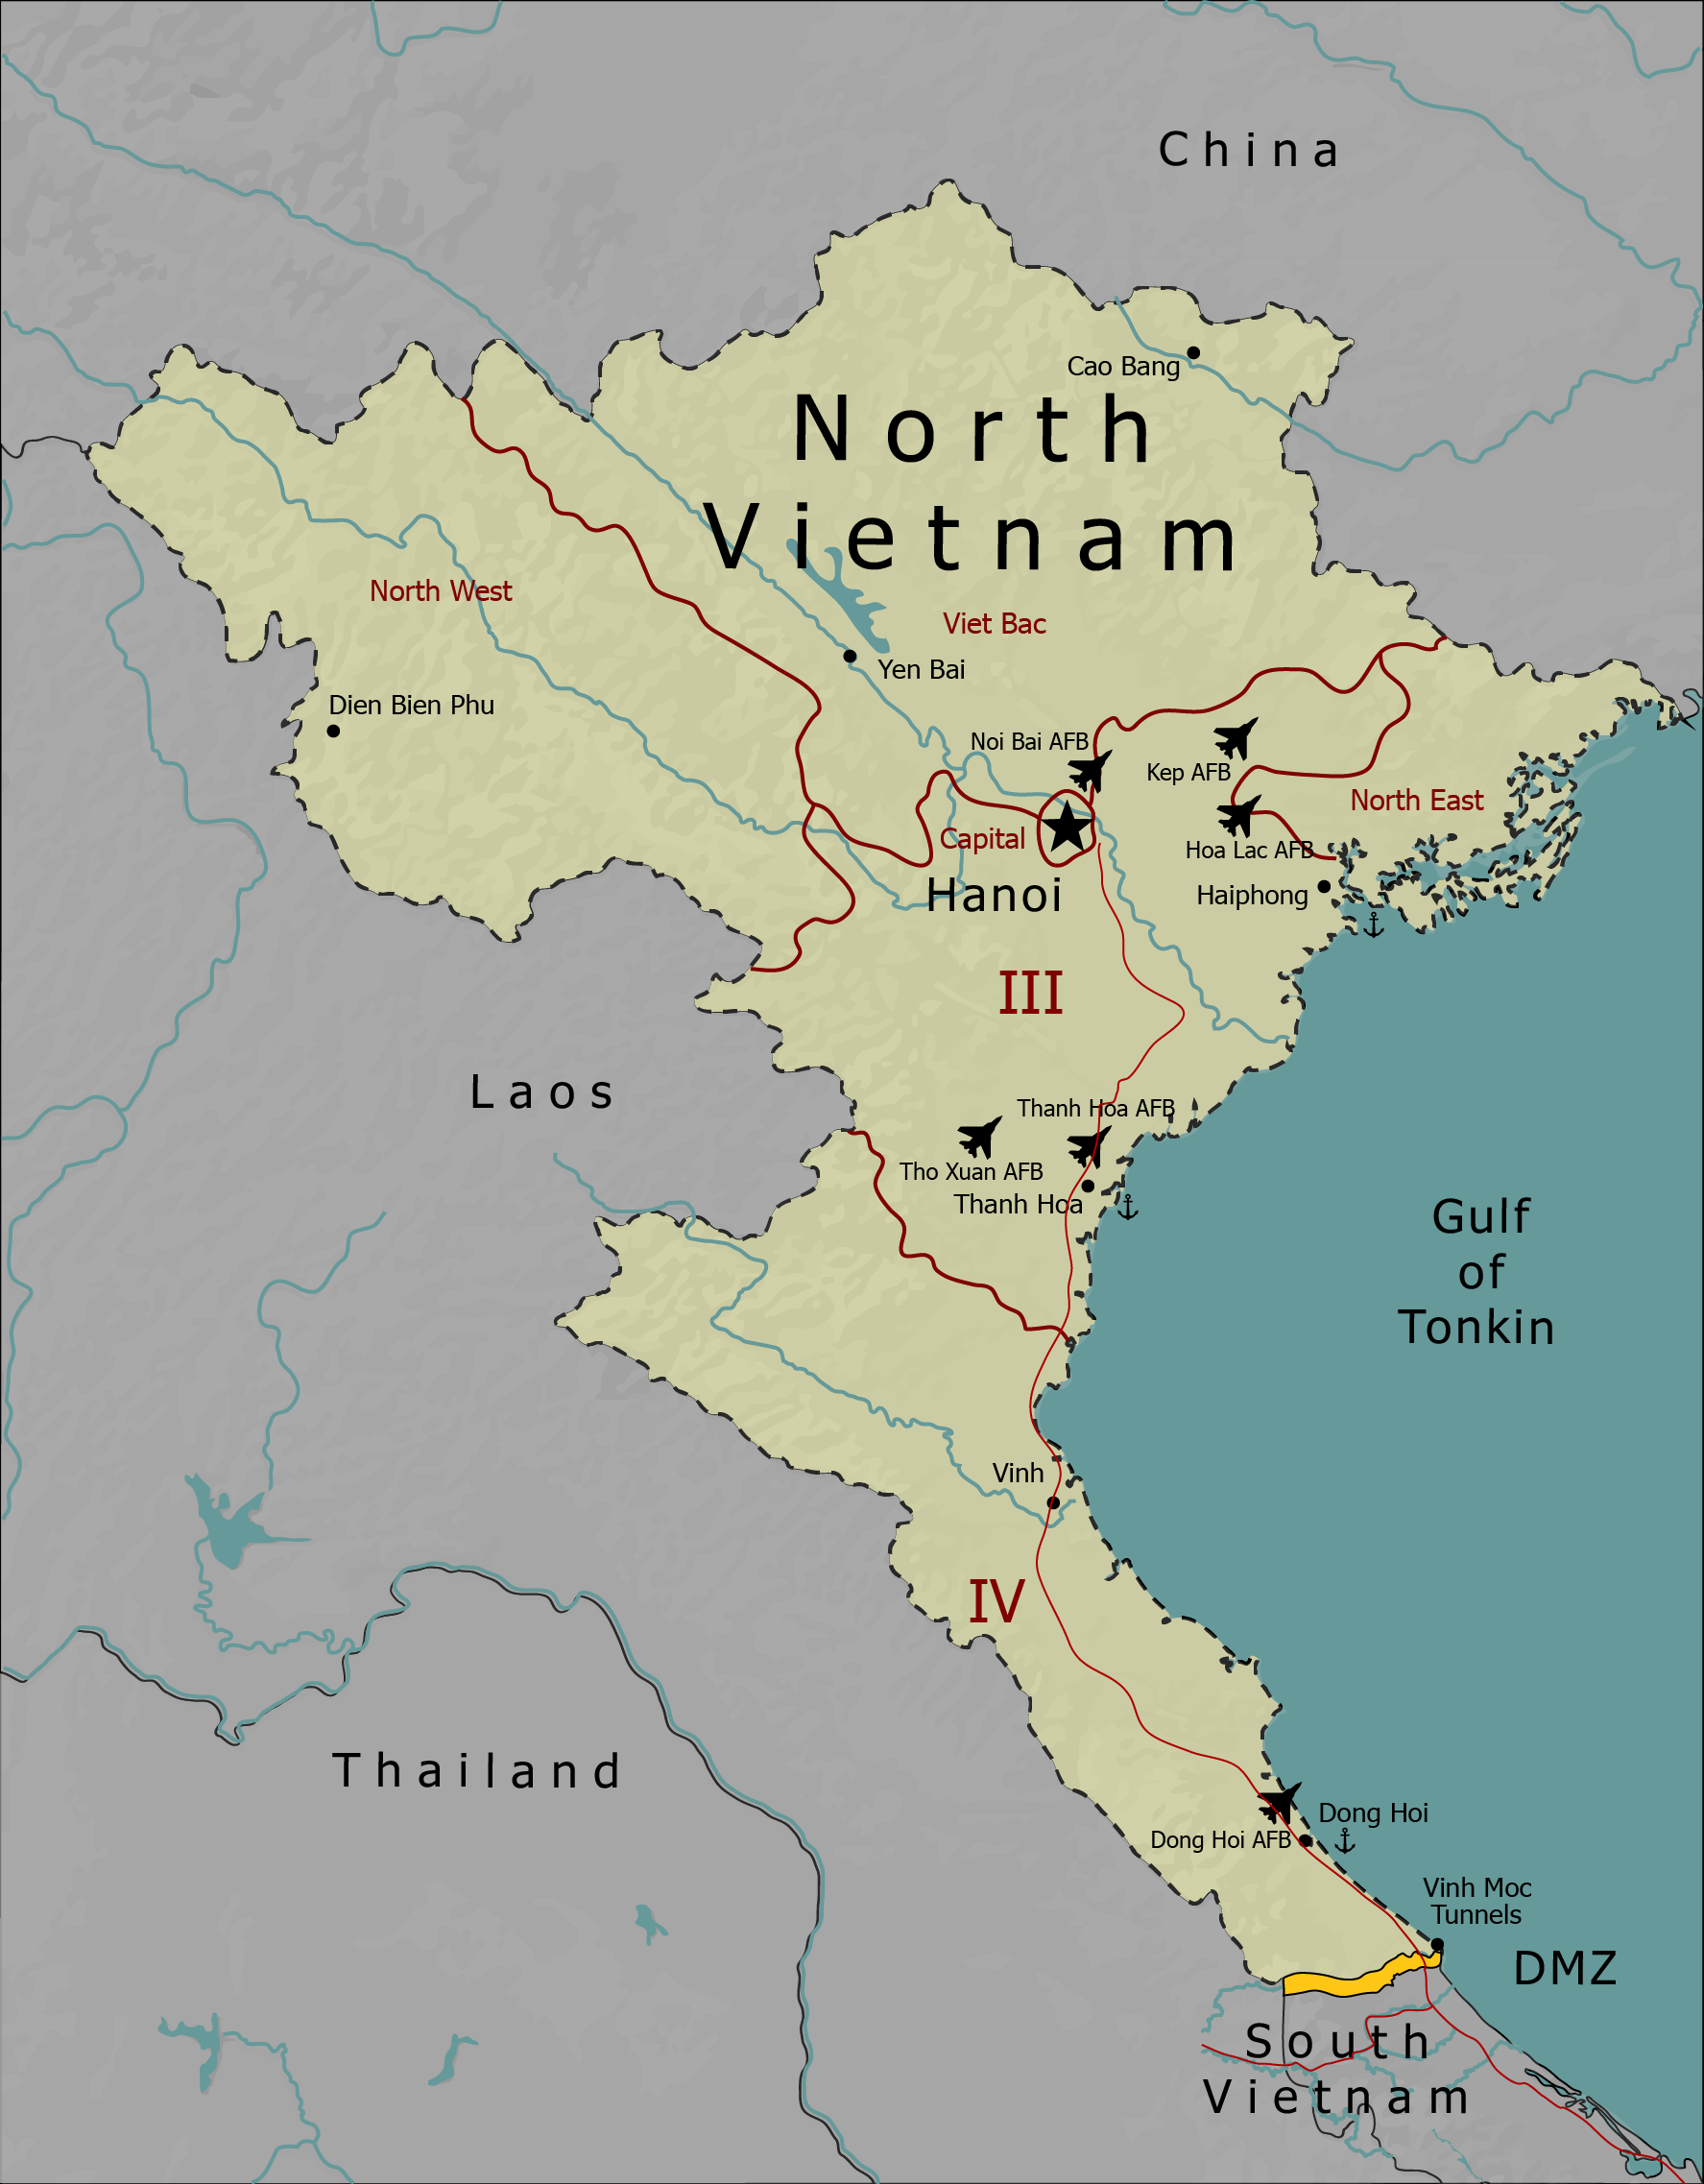 China
Cao Bang
North
Vietnam
North West
Viet Bac
Yen Bai
Dien Bien Phu
Noi Bai AFB
Kep AFB
North East
Capital
Hoa Lac AFB
Hanoi
Haiphong
III
Laos
Thanh Hoa AFB
Tho Xuan AFB
Thanh Hoa
Gulf
of
Tonkin
Vinh
IV
Thailand
Dong Hoi
Dong Hoi AFB
Vinh Moc
Tunnels
DMZ
South
Vietnam